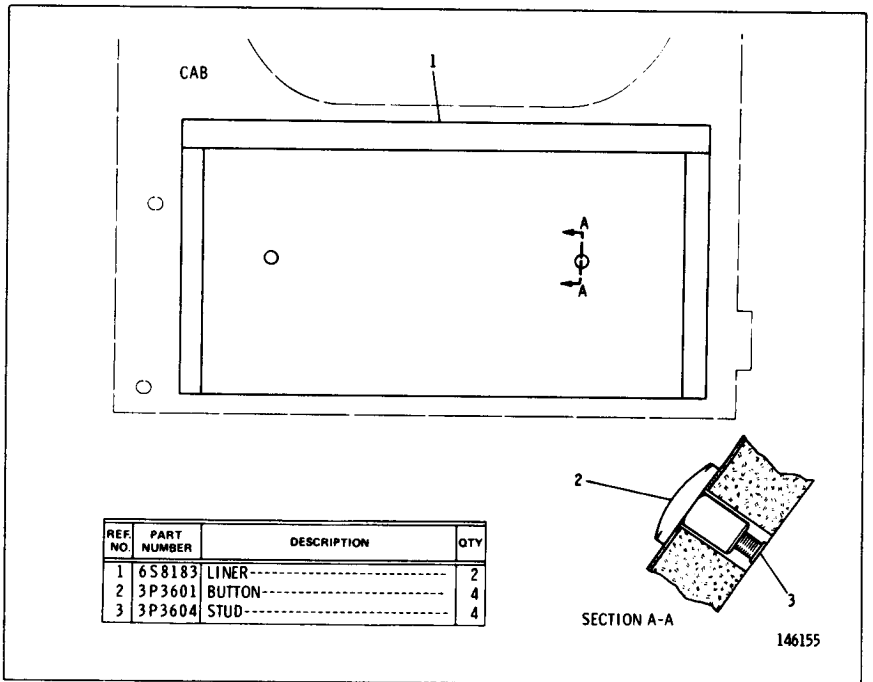 1
CAB
A
A
2
REF. NO. PART NUMBER DESCRIPTION QTY
1 6S8183 LINER 2
2 3P3601 BUTTON 4
3 3P3604 STUD 4
3
SECTION A-A
146155